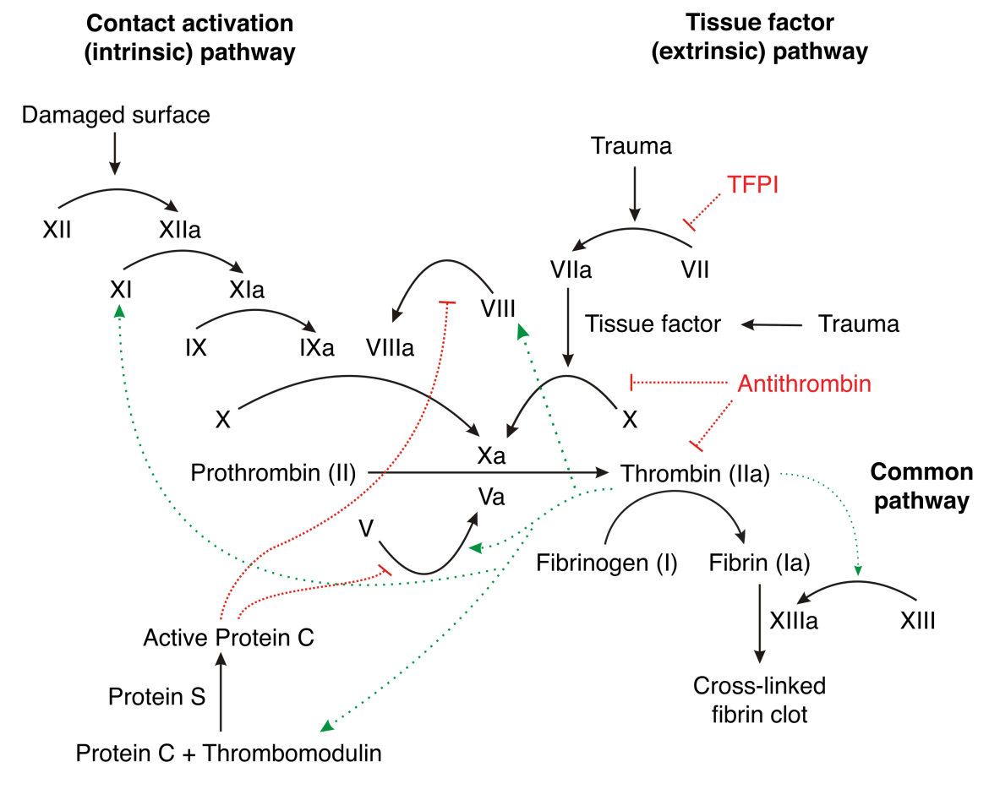 Contact activation
(intrinsic) pathway
Tissue factor
(extrinsic) pathway
Damaged surface
Trauma
TFPI
XII
XIIa
VIIa
VII
XI
XIa
VIII
Tissue factor
Trauma
IX
IXa
VIIIa
Antithrombin
X
X
Xa
Prothrombin (II)
Thrombin (IIa)
Common
pathway
Va
V
Fibrinogen (I)
Fibrin (Ia)
XIIIa
XIII
Active Protein C
Protein S
Cross-linked
fibrin clot
Protein C + Thrombomodulin